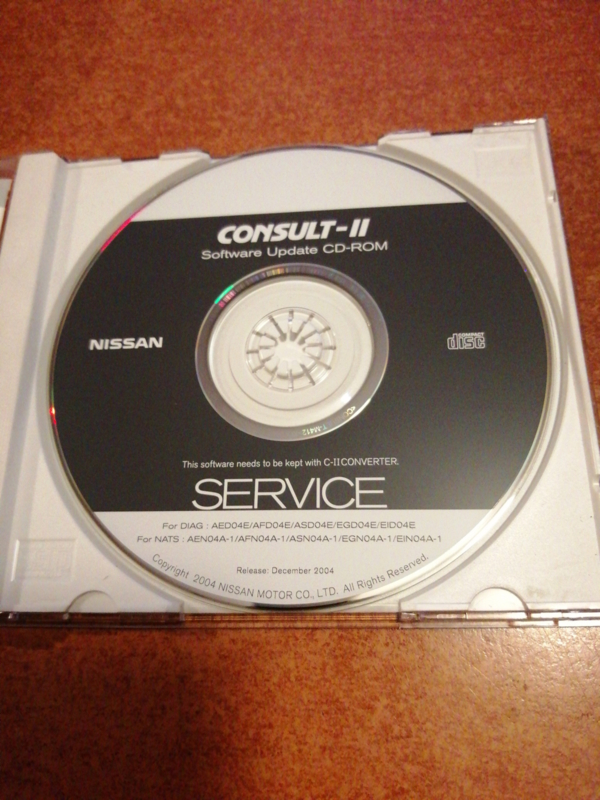 CONSULT-II
Software Update CD-ROM
NISSAN
COMPACT
disc
This software needs to be kept with C-II CONVERTER.
SERVICE
For DIAG : AED04E/AFD04E/ASD04E/EGD04E/EID04E
For NATS : AEN04A-1/AFN04A-1/ASN04A-1/EGN04A-1/EIN04A-1
Release: December 2004
Copyright 2004 NISSAN MOTOR CO., LTD. All Rights Reserved.